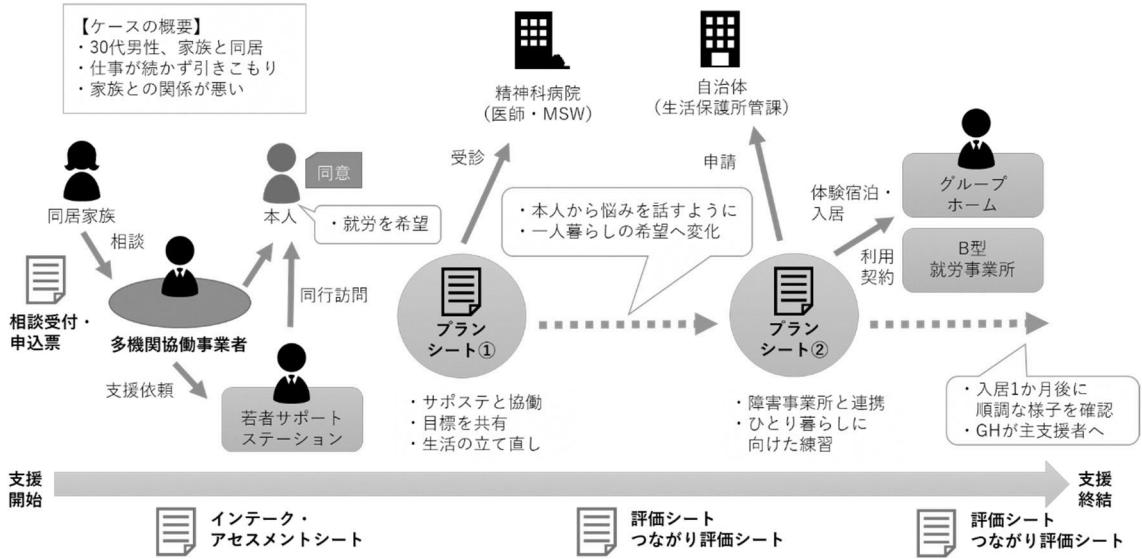 【ケースの概要】
・30代男性、家族と同居
・仕事が続かず引きこもり
・家族との関係が悪い
同居家族
相談
相談受付・
申込票
多機関協働事業者
本人
同意
・就労を希望
同行訪問
支援依頼
若者サポート
ステーション
精神科病院
（医師・MSW）
受診
プラン
シート①
・サポステと協働
・目標を共有
・生活の立て直し
・本人から悩みを話すように
・一人暮らしの希望へ変化
自治体
（生活保護所管課）
申請
プラン
シート②
・障害事業所と連携
・ひとり暮らしに
向けた練習
体験宿泊・
入居
グループ
ホーム
利用
契約
B型
就労事業所
・入居1か月後に
順調な様子を確認
・GHが主支援者へ
支援
開始
支援
終結
インテーク・
アセスメントシート
評価シート
つながり評価シート
評価シート
つながり評価シート